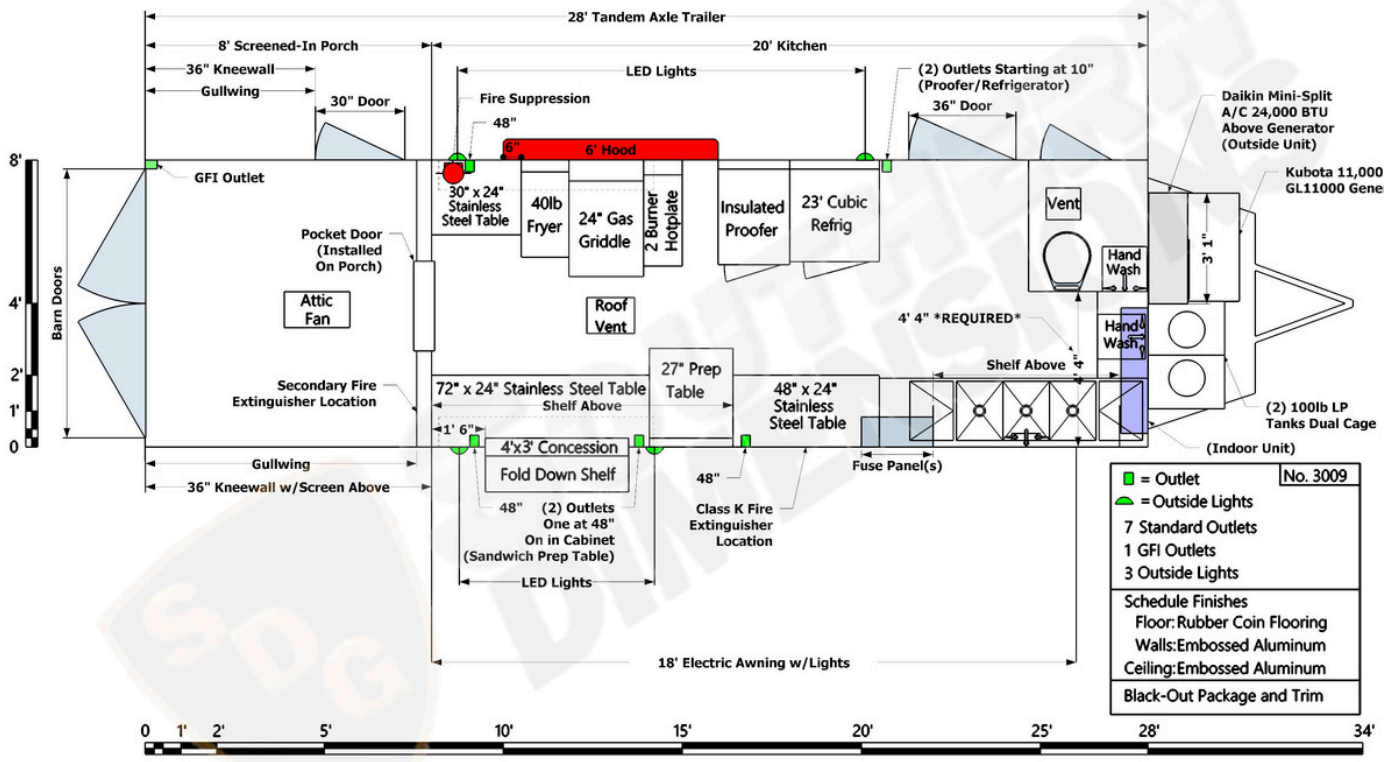 28' Tandem Axle Trailer
8' Screened-In Porch
20' Kitchen
36" Kneewall
Gullwing
30" Door
LED Lights
Fire Suppression
48"
(2) Outlets Starting at 10"
(Proofer/Refrigerator)
36" Door
Daikin Mini-Split
A/C 24,000 BTU
Above Generator
(Outside Unit)
Kubota 11,000
GL11000 Gene
8'
4'
2'
1'
0
Barn Doors
GFI Outlet
6"
6' Hood
30" x 24"
Stainless
Steel Table
40lb
Fryer
24" Gas
Griddle
2 Burner
Hotplate
Insulated
Proofer
23' Cubic
Refrig
Vent
Hand
Wash
3' 1"
Pocket Door
(Installed
On Porch)
Attic
Fan
Roof
Vent
4' 4" *REQUIRED*
Hand
Wash
4' 4"
Shelf Above
Secondary Fire
Extinguisher
Location
72" x 24" Stainless Steel Table
Shelf Above
27" Prep
Table
48" x 24"
Stainless
Steel Table
1' 6"
4'x3' Concession
Fold Down Shelf
Fuse Panel(s)
(2) 100lb LP
Tanks Dual Cage
(Indoor Unit)
Gullwing
36" Kneewall w/Screen Above
48"
(2) Outlets
One at 48"
On in Cabinet
(Sandwich Prep Table)
48"
Class K Fire
Extinguisher
Location
LED Lights
18' Electric Awning w/Lights
No. 3009
= Outlet
= Outside Lights
7 Standard Outlets
1 GFI Outlets
3 Outside Lights
Schedule Finishes
Floor:Rubber Coin Flooring
Walls:Embossed Aluminum
Ceiling:Embossed Aluminum
Black-Out Package and Trim
0 1' 2' 5' 10' 15' 20' 25' 28' 34'
SOUTHERN
DIMENSIONS
SDG